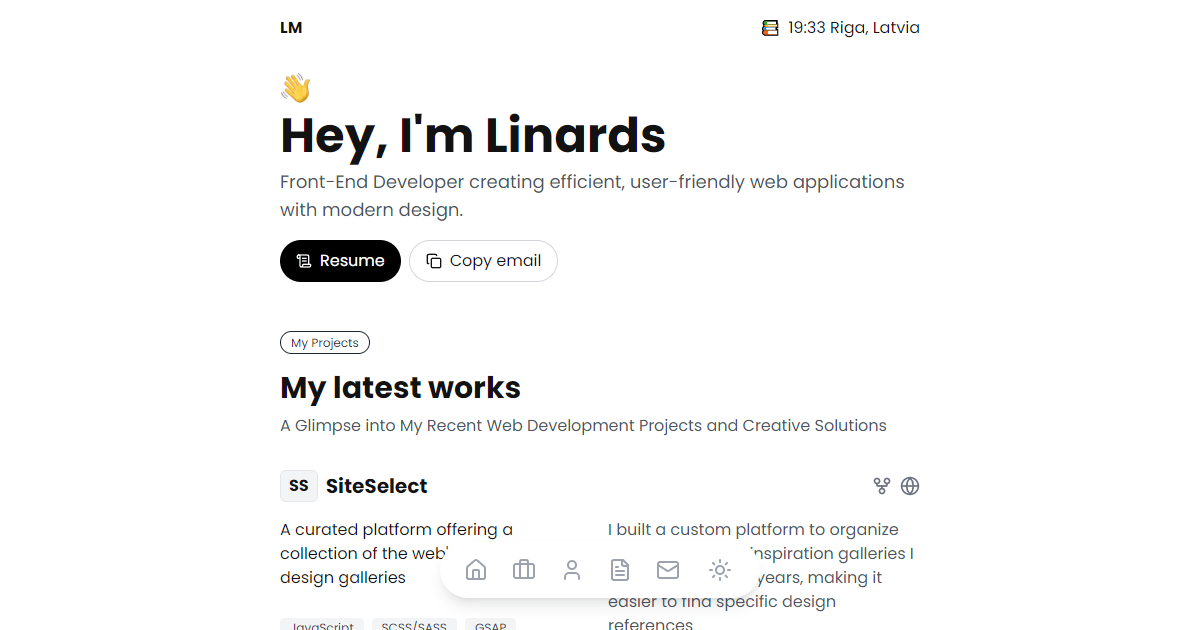 LM
19:33 Riga, Latvia
Hey, I'm Linards
Front-End Developer creating efficient, user-friendly web applications
with modern design.
Resume
Copy email
My Projects
My latest works
A Glimpse into My Recent Web Development Projects and Creative Solutions
SS SiteSelect
A curated platform offering a
collection of the web'
design galleries
I built a custom platform to organize
inspiration galleries I
years, making it
easier to find specific design
references
JavaScript SCSS/SASS GSAP